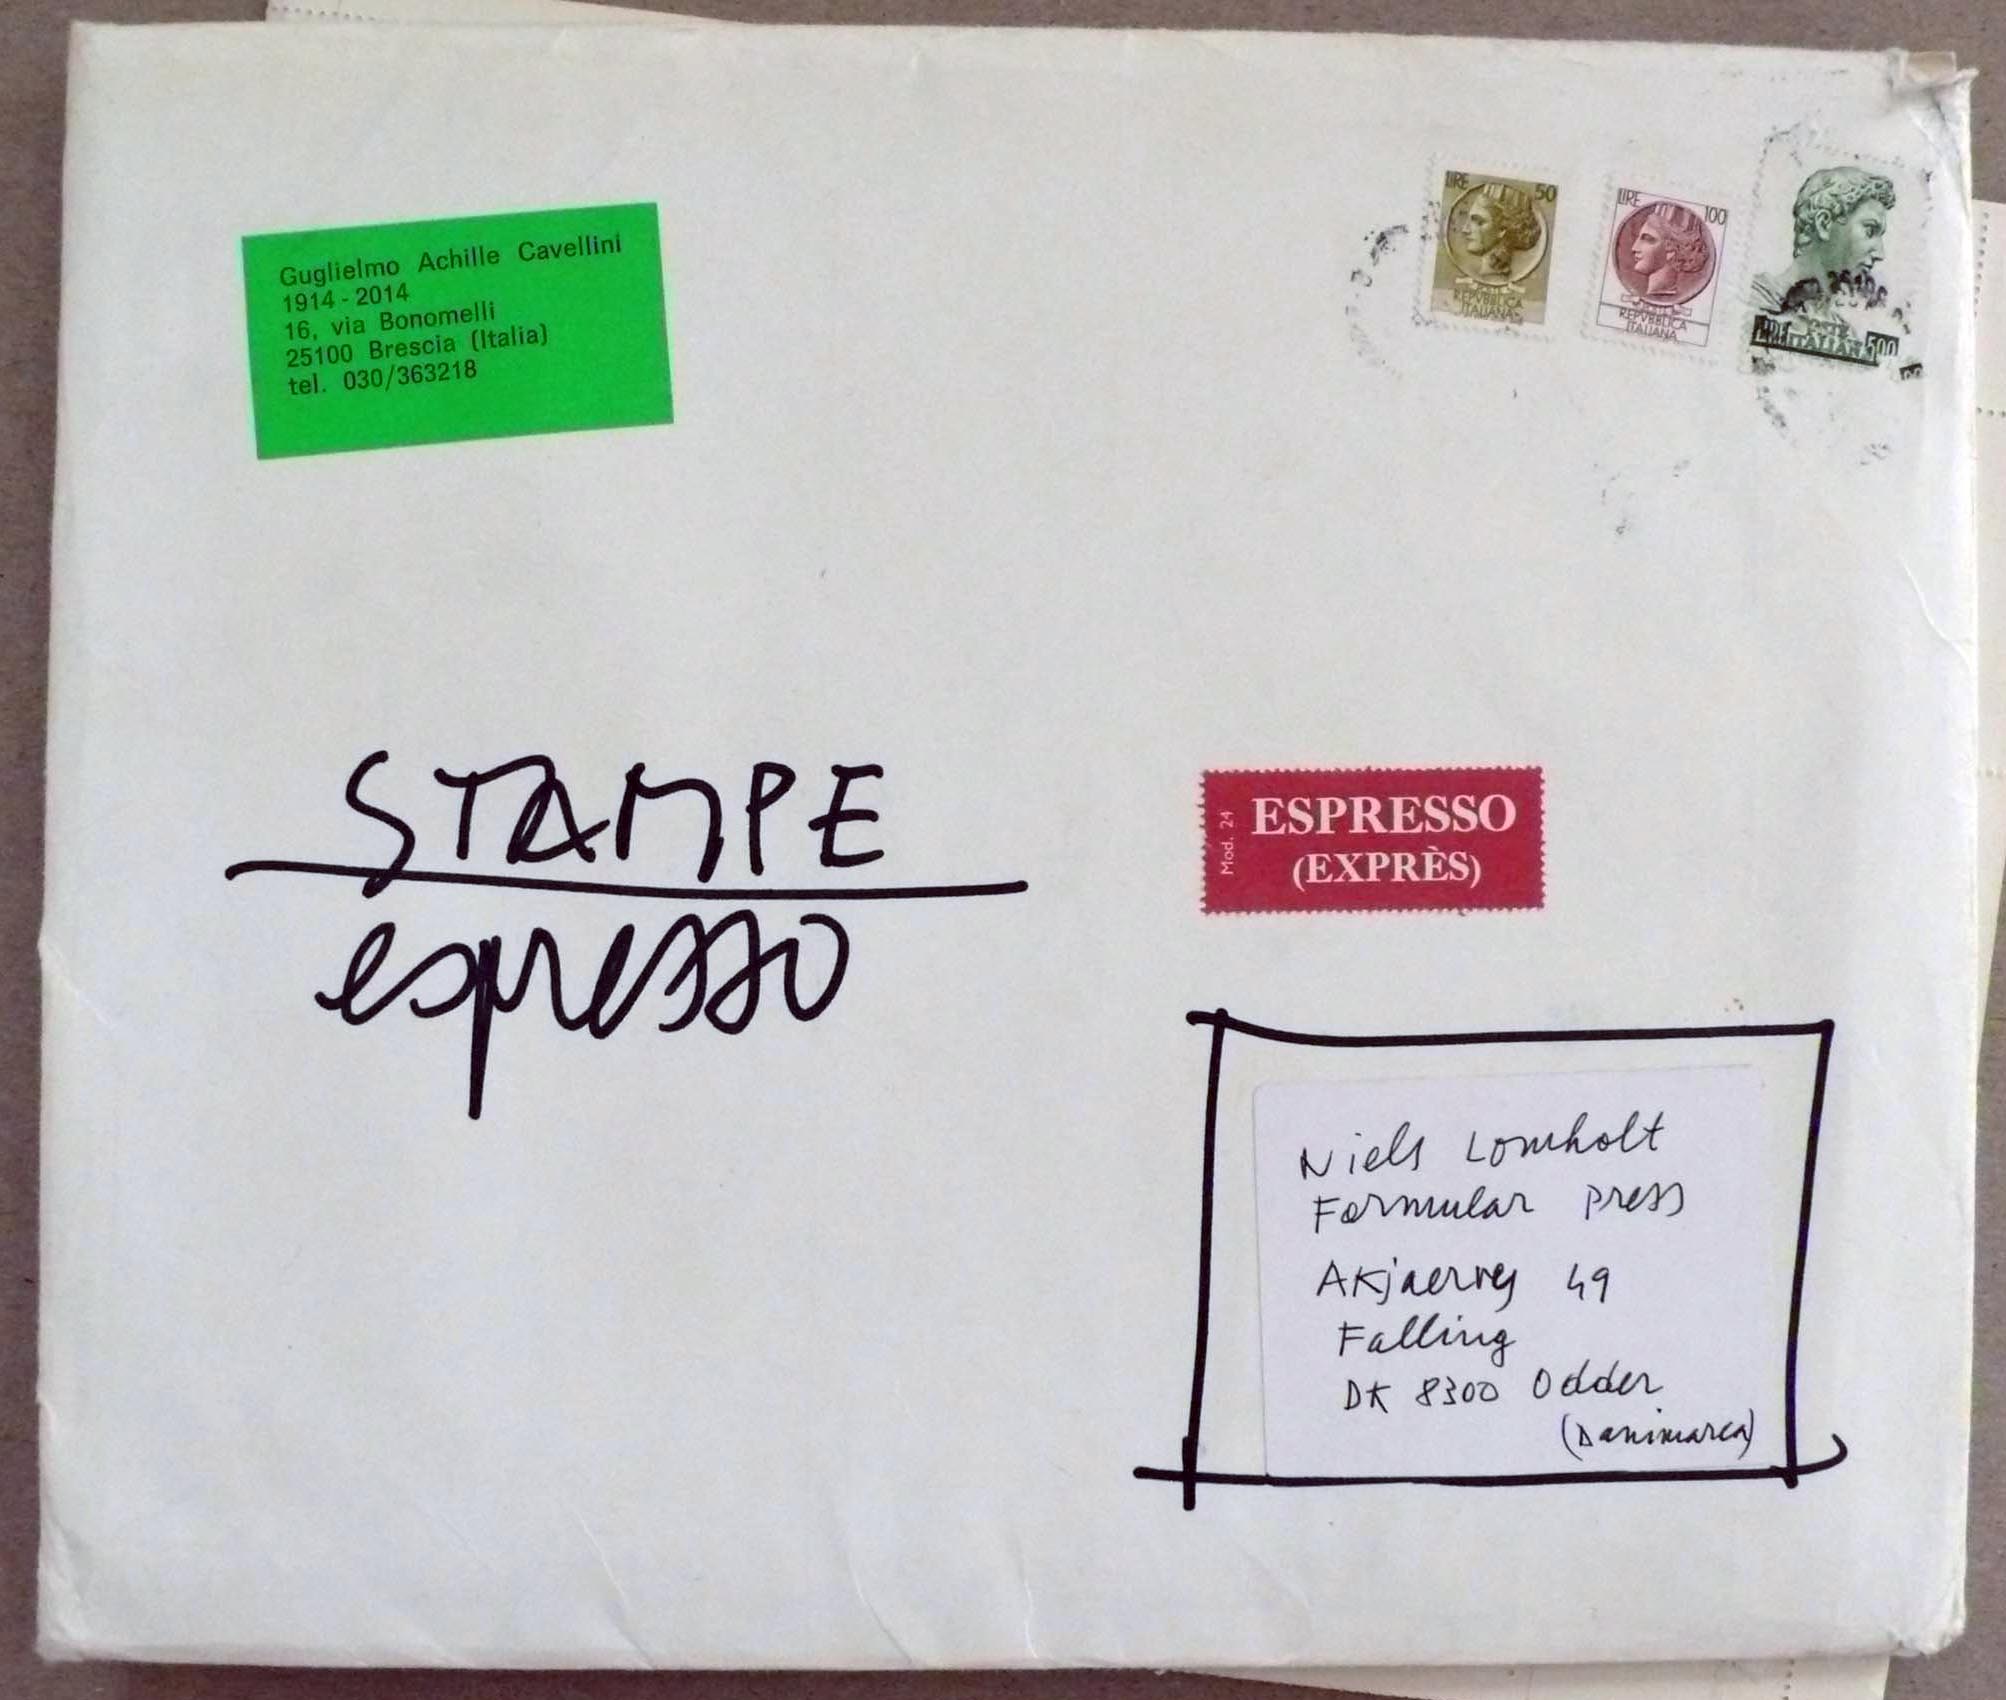 Guglielmo Achille Cavellini
1914 - 2014
16, via Bonomelli
25100 Brescia (Italia)
tel. 030/363218
LIRE 50
REPVBBLICA
ITALIANA
LIRE 100
REPVBBLICA
ITALIANA
500
STAMPE
espresso
Mod. 24
ESPRESSO
(EXPRÈS)
Niels Lomholt
Formular press
AKjaervej 49
Falling
DK 8300 Odder
(Danimarca)